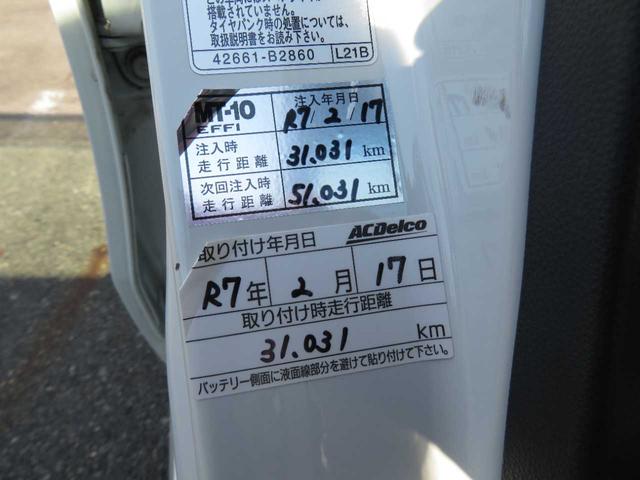 搭載されていません。
タイヤパンク時の処置については、
取扱説明書をお読み下さい。
42661-B2860 L21B
MT-10 EFFI 注入年月日 R7/2/17
注入時走行距離 31.031 km
次回注入時走行距離 51.031 km
ACDelco
取り付け年月日
R7年 2月 17日
取り付け時走行距離
31.031 km
バッテリー側面に液面線部分を避けて貼り付けて下さい。